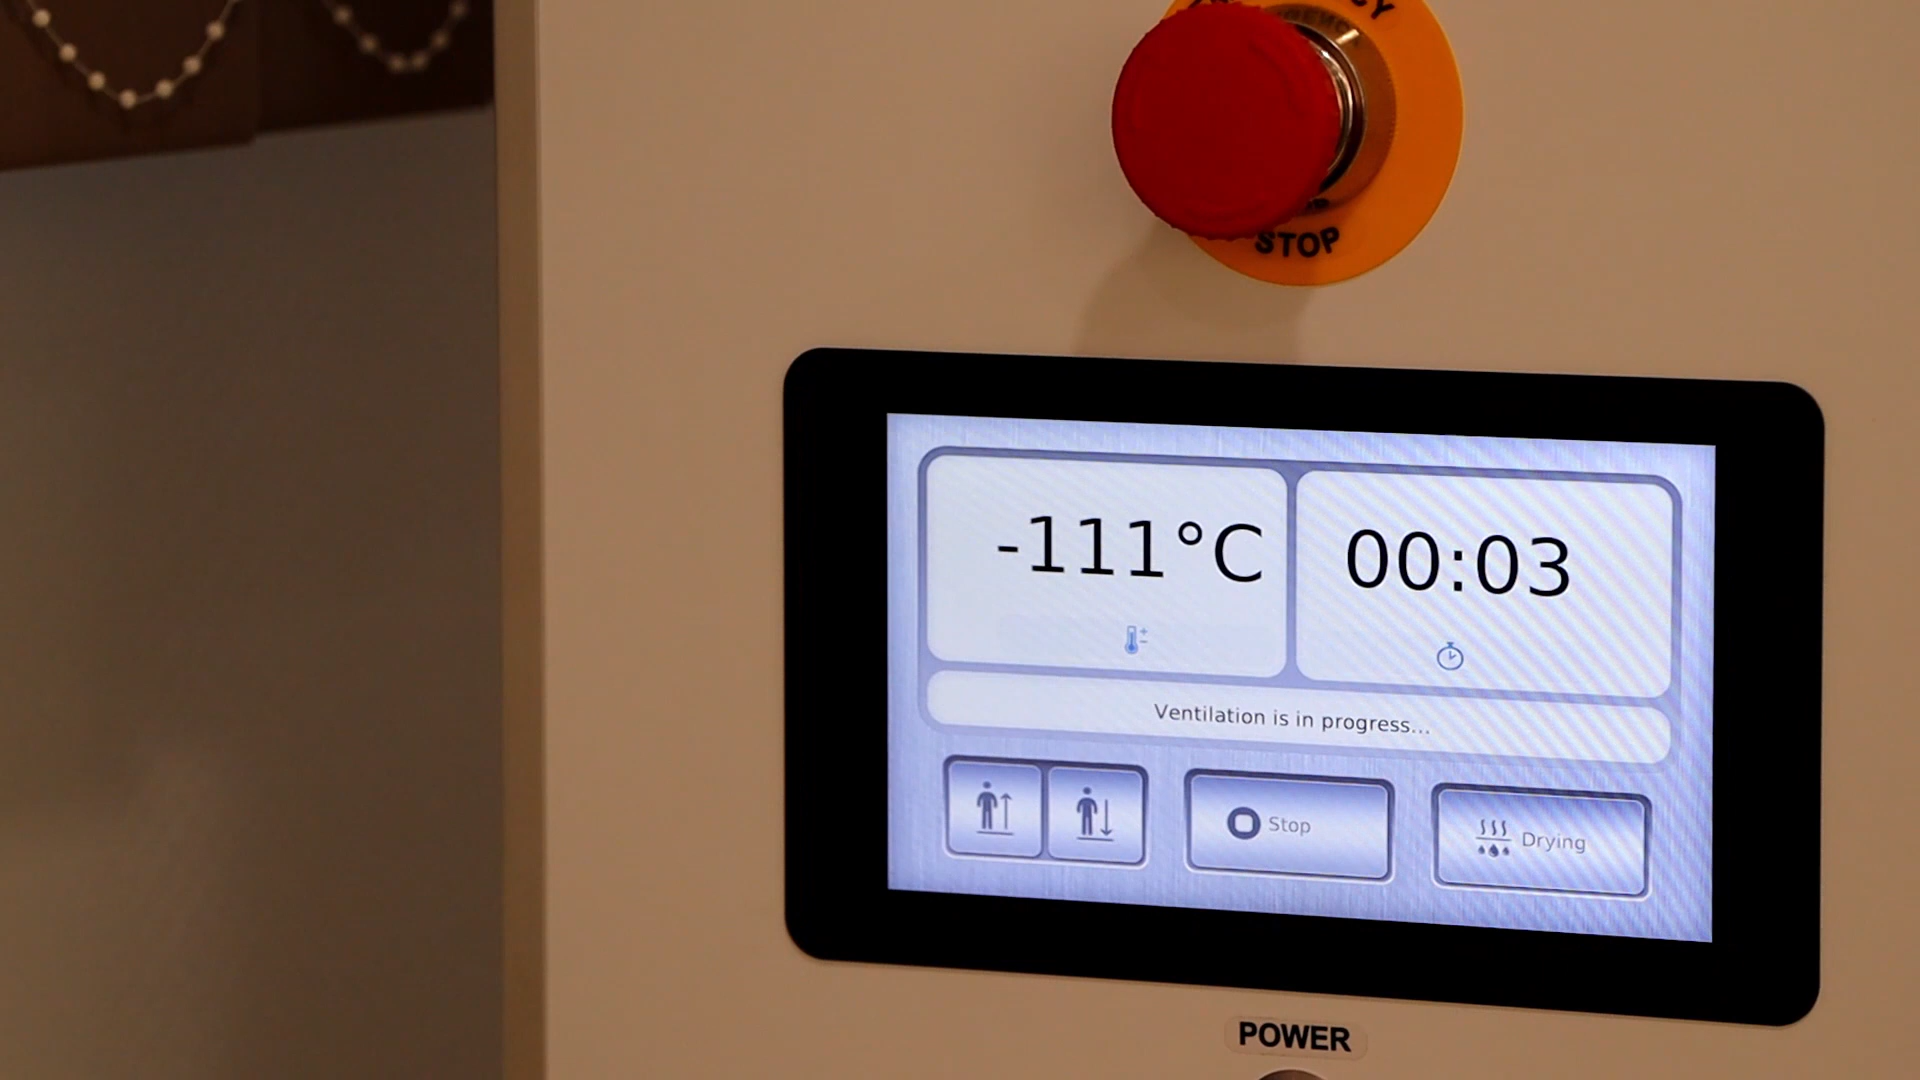 STOP
-111°C
00:03
Ventilation is in progress...
Stop
Drying
POWER